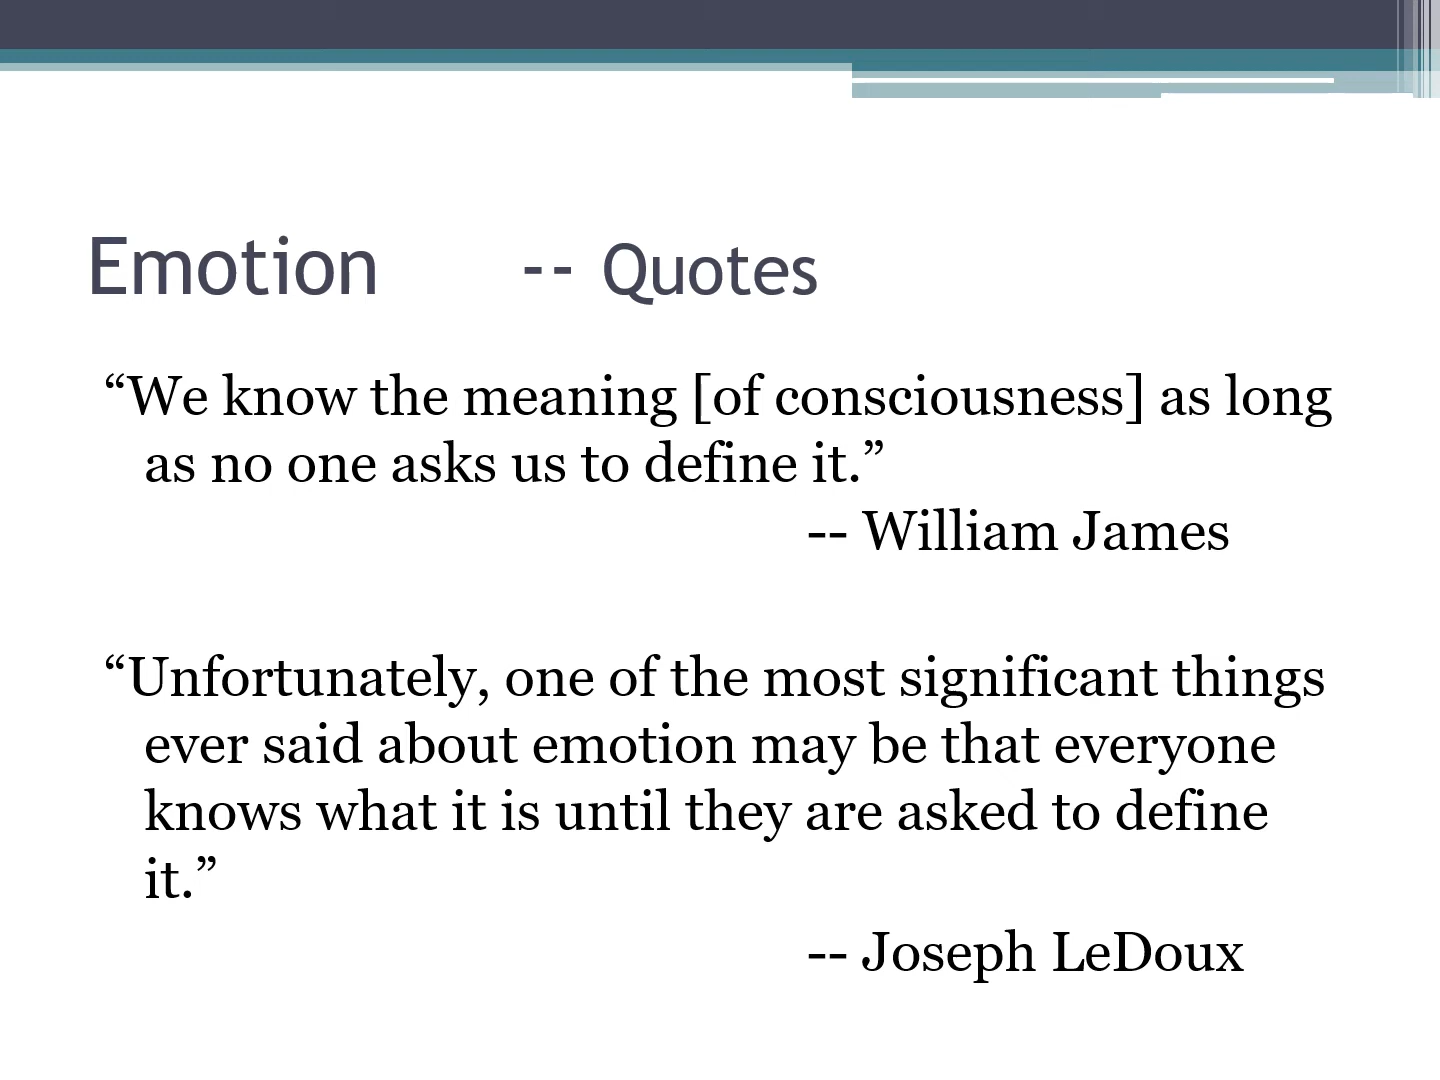 Emotion -- Quotes
“We know the meaning [of consciousness] as long
as no one asks us to define it.”
-- William James
“Unfortunately, one of the most significant things
ever said about emotion may be that everyone
knows what it is until they are asked to define
it.”
-- Joseph LeDoux